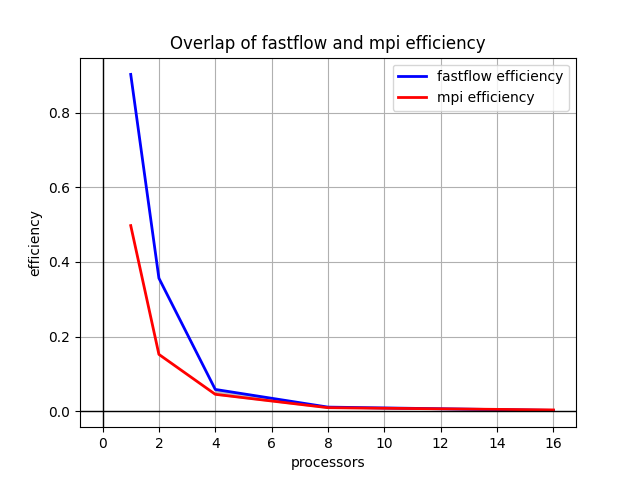 Overlap of fastflow and mpi efficiency
fastflow efficiency
mpi efficiency
efficiency
0.8
0.6
0.4
0.2
0.0
0 2 4 6 8 10 12 14 16
processors